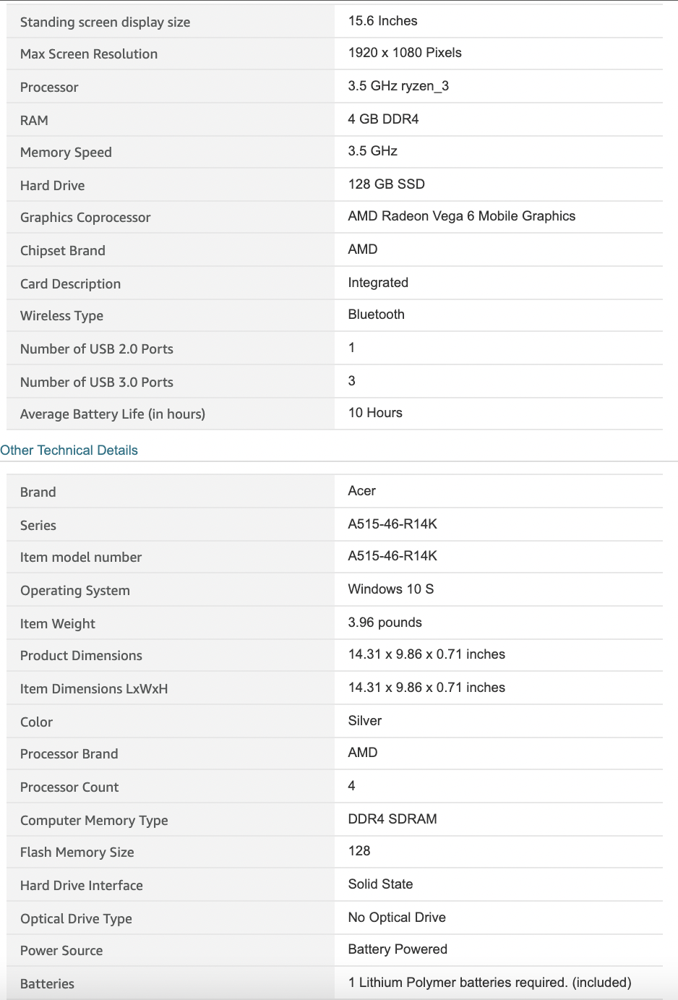 Standing screen display size 15.6 Inches
Max Screen Resolution 1920 x 1080 Pixels
Processor 3.5 GHz ryzen_3
RAM 4 GB DDR4
Memory Speed 3.5 GHz
Hard Drive 128 GB SSD
Graphics Coprocessor AMD Radeon Vega 6 Mobile Graphics
Chipset Brand AMD
Card Description Integrated
Wireless Type Bluetooth
Number of USB 2.0 Ports 1
Number of USB 3.0 Ports 3
Average Battery Life (in hours) 10 Hours
Other Technical Details
Brand Acer
Series A515-46-R14K
Item model number A515-46-R14K
Operating System Windows 10 S
Item Weight 3.96 pounds
Product Dimensions 14.31 x 9.86 x 0.71 inches
Item Dimensions LxWxH 14.31 x 9.86 x 0.71 inches
Color Silver
Processor Brand AMD
Processor Count 4
Computer Memory Type DDR4 SDRAM
Flash Memory Size 128
Hard Drive Interface Solid State
Optical Drive Type No Optical Drive
Power Source Battery Powered
Batteries 1 Lithium Polymer batteries required. (included)